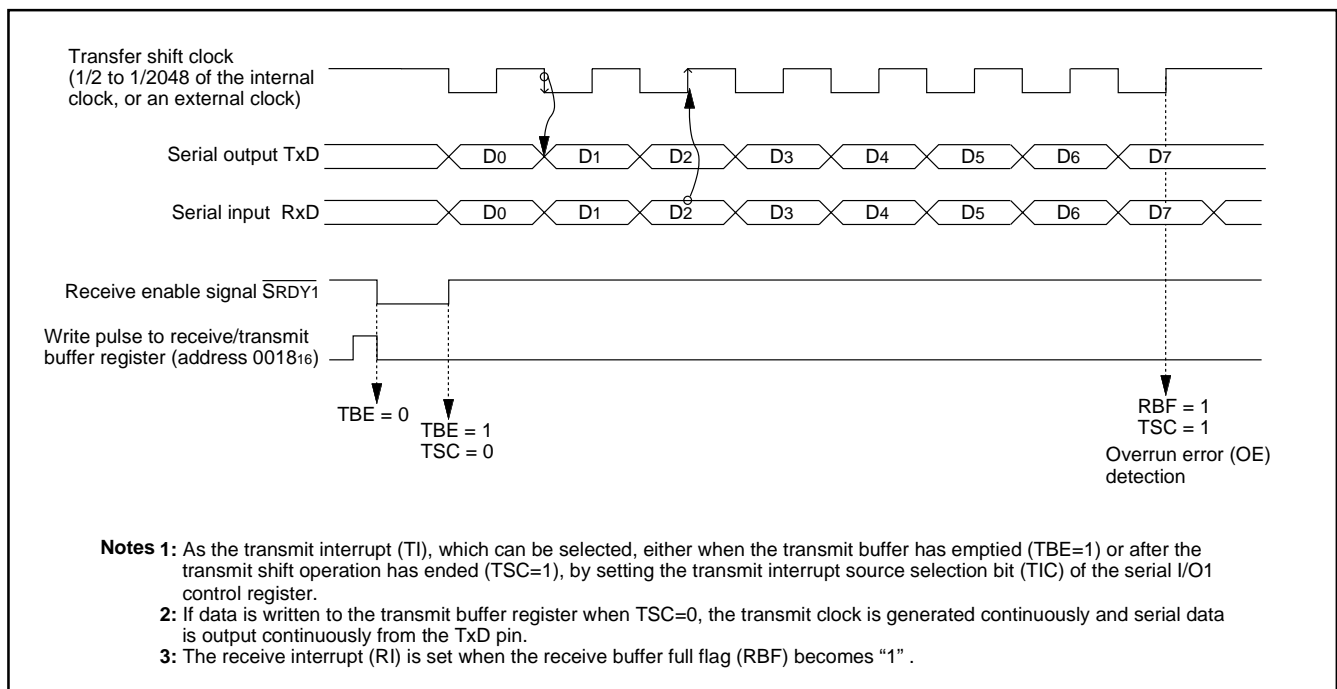 Transfer shift clock
(1/2 to 1/2048 of the internal
clock, or an external clock)
Serial output TxD
D0 D1 D2 D3 D4 D5 D6 D7
Serial input RxD
D0 D1 D2 D3 D4 D5 D6 D7
Receive enable signal SRDY1
Write pulse to receive/transmit
buffer register (address 001816)
TBE = 0
TBE = 1
TSC = 0
RBF = 1
TSC = 1
Overrun error (OE)
detection
Notes 1: As the transmit interrupt (TI), which can be selected, either when the transmit buffer has emptied (TBE=1) or after the
transmit shift operation has ended (TSC=1), by setting the transmit interrupt source selection bit (TIC) of the serial I/O1
control register.
2: If data is written to the transmit buffer register when TSC=0, the transmit clock is generated continuously and serial data
is output continuously from the TxD pin.
3: The receive interrupt (RI) is set when the receive buffer full flag (RBF) becomes “1” .